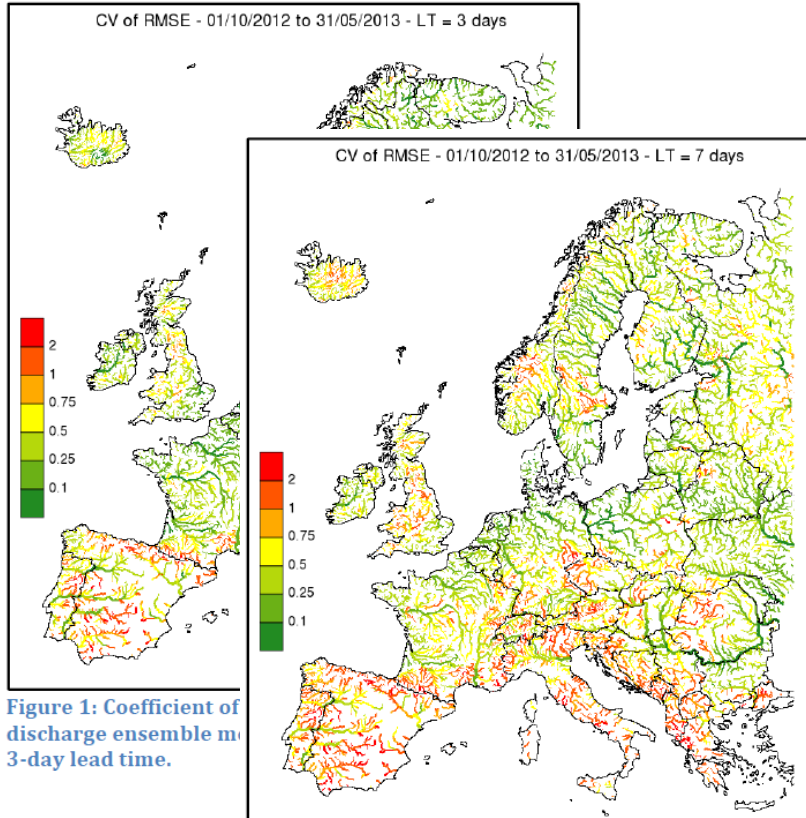 CV of RMSE - 01/10/2012 to 31/05/2013 - LT = 3 days
2
1
0.75
0.5
0.25
0.1
Figure 1: Coefficient of
discharge ensemble m
3-day lead time.
CV of RMSE - 01/10/2012 to 31/05/2013 - LT = 7 days
2
1
0.75
0.5
0.25
0.1